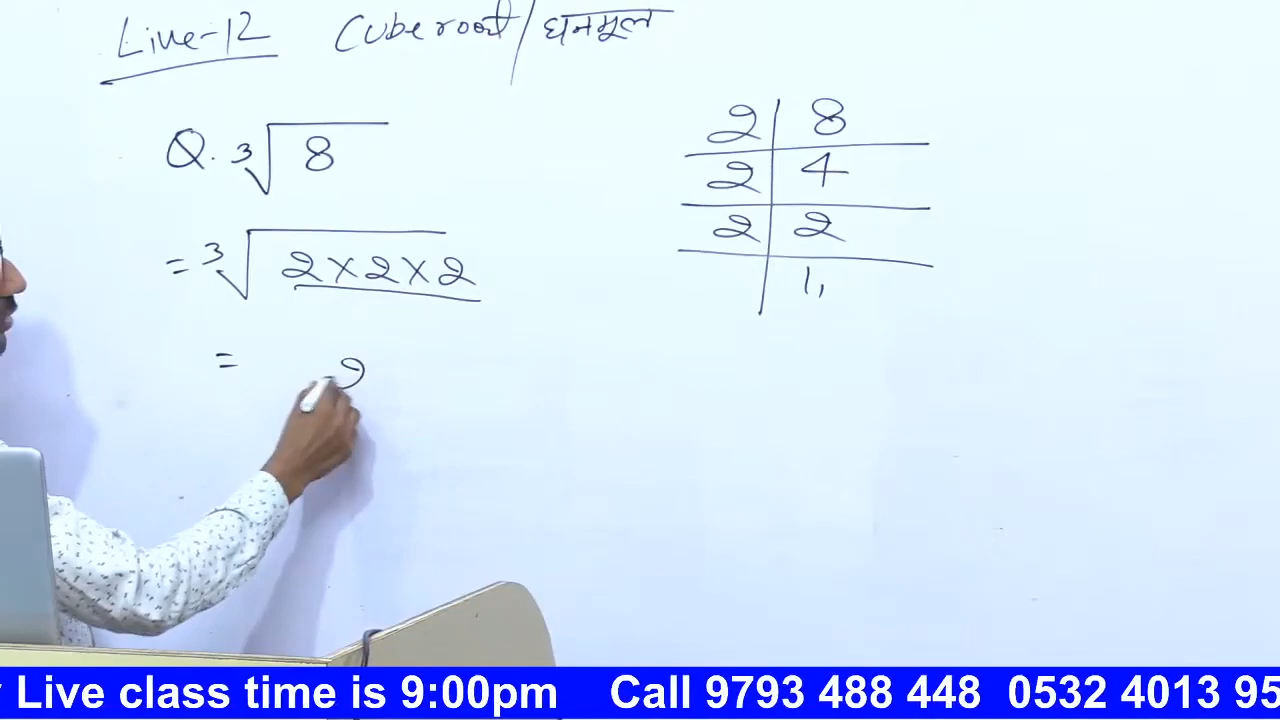 Live-12 Cube root/घनमूल
Q. ∛8
= ∛2×2×2
= 2
2 | 8
2 | 4
2 | 2
1,
Live class time is 9:00pm Call 9793 488 448 0532 4013 95